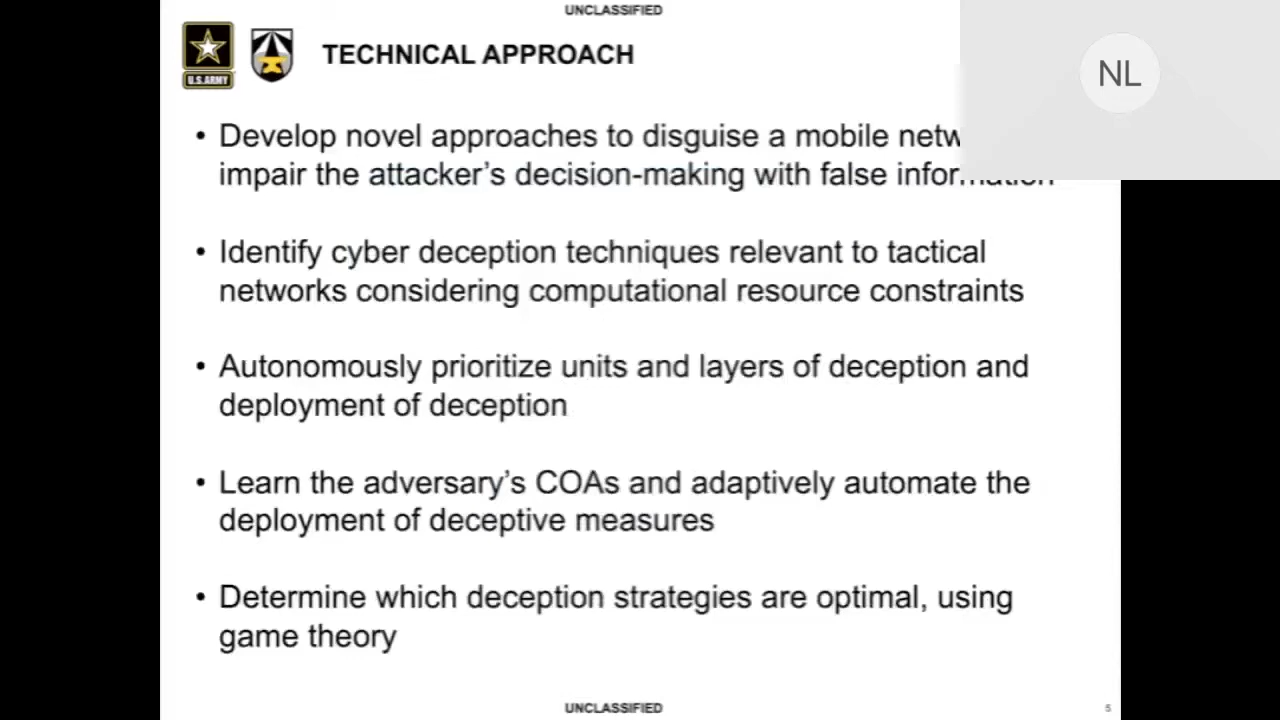 UNCLASSIFIED
U.S.ARMY
TECHNICAL APPROACH
NL
• Develop novel approaches to disguise a mobile
impair the attacker’s decision-making with false information
• Identify cyber deception techniques relevant to tactical
networks considering computational resource constraints
• Autonomously prioritize units and layers of deception and
deployment of deception
• Learn the adversary’s COAs and adaptively automate the
deployment of deceptive measures
• Determine which deception strategies are optimal, using
game theory
UNCLASSIFIED
5